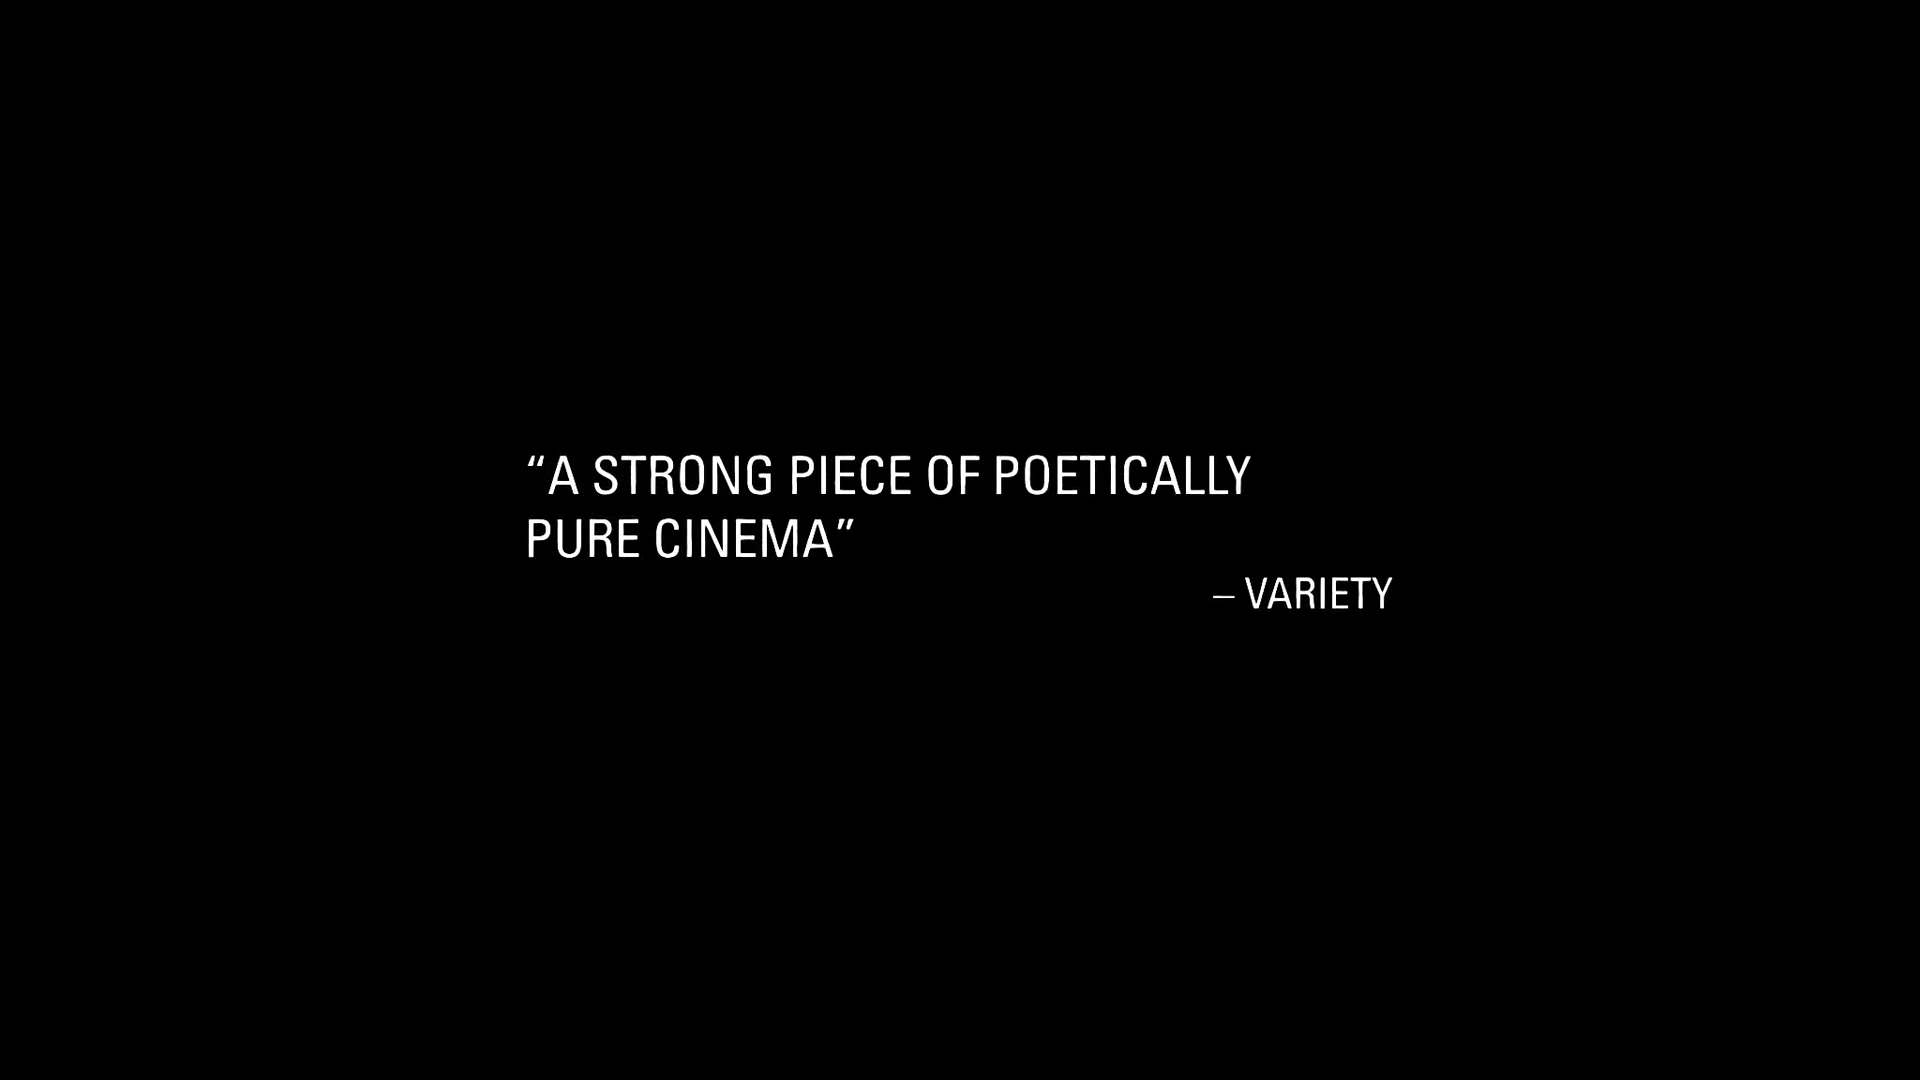 “A STRONG PIECE OF POETICALLY
PURE CINEMA”
– VARIETY